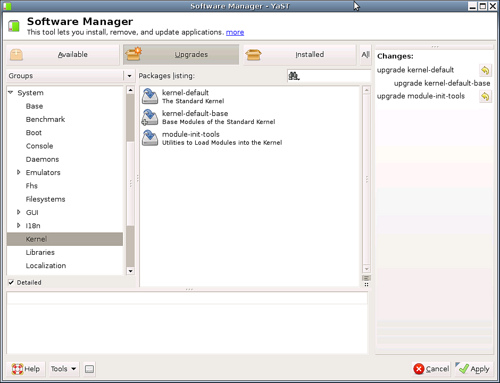 Software Manager - YaST
Software Manager
This tool lets you install, remove, and update applications. more
Available
Upgrades
Installed
All
Groups
Packages listing:
System
Base
Benchmark
Boot
Console
Daemons
Emulators
Fhs
Filesystems
GUI
I18n
Kernel
Libraries
Localization
Detailed
kernel-default
The Standard Kernel
kernel-default-base
Base Modules of the Standard Kernel
module-init-tools
Utilities to Load Modules into the Kernel
Changes:
upgrade kernel-default
upgrade kernel-default-base
upgrade module-init-tools
Help
Tools
Cancel
Apply